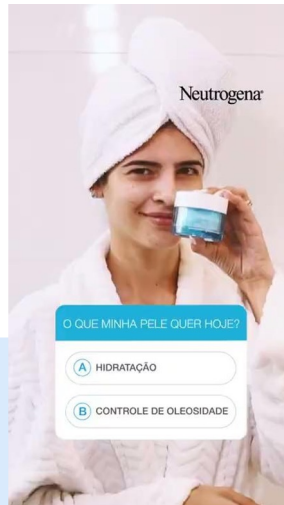 Neutrogena®
O QUE MINHA PELE QUER HOJE?
A HIDRATAÇÃO
B CONTROLE DE OLEOSIDADE